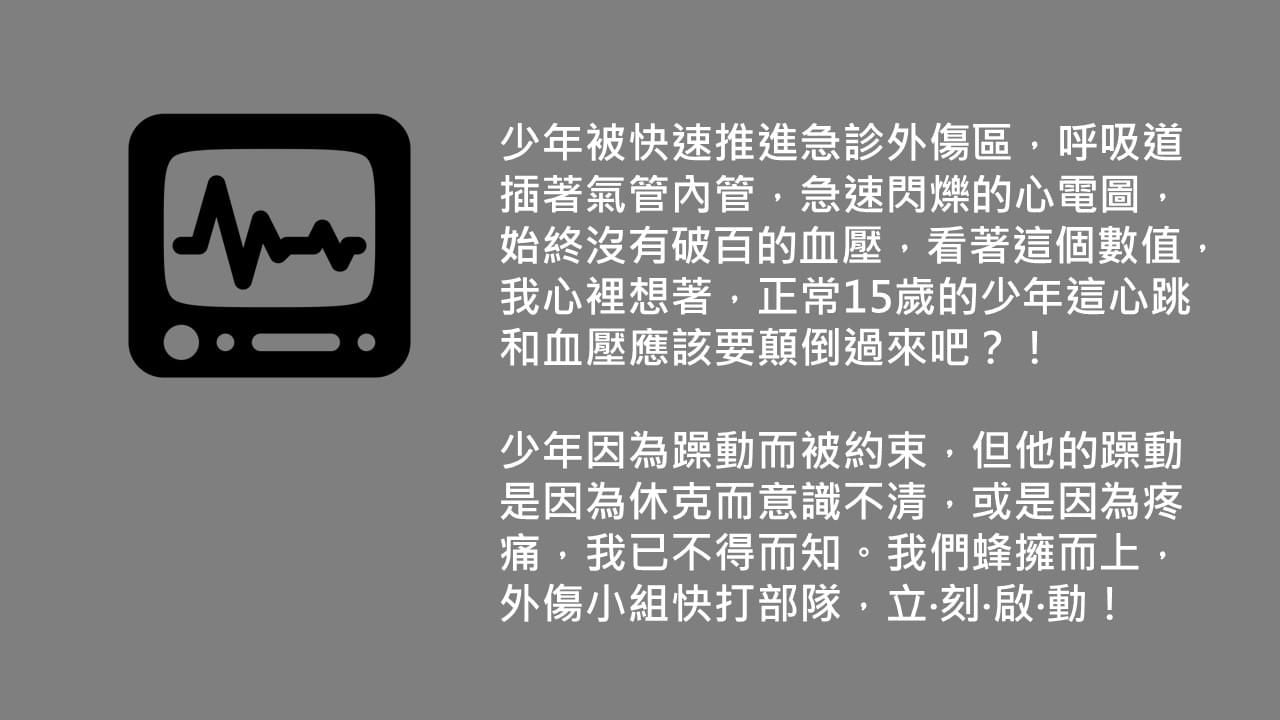 少年被快速推進急診外傷區，呼吸道
插著氣管內管，急速閃爍的心電圖，
始終沒有破百的血壓，看著這個數值，
我心裡想著，正常15歲的少年這心跳
和血壓應該要顛倒過來吧？！
少年因為躁動而被約束，但他的躁動
是因為休克而意識不清，或是因為疼
痛，我已不得而知。我們蜂擁而上，
外傷小組快打部隊，立‧刻‧啟‧動！